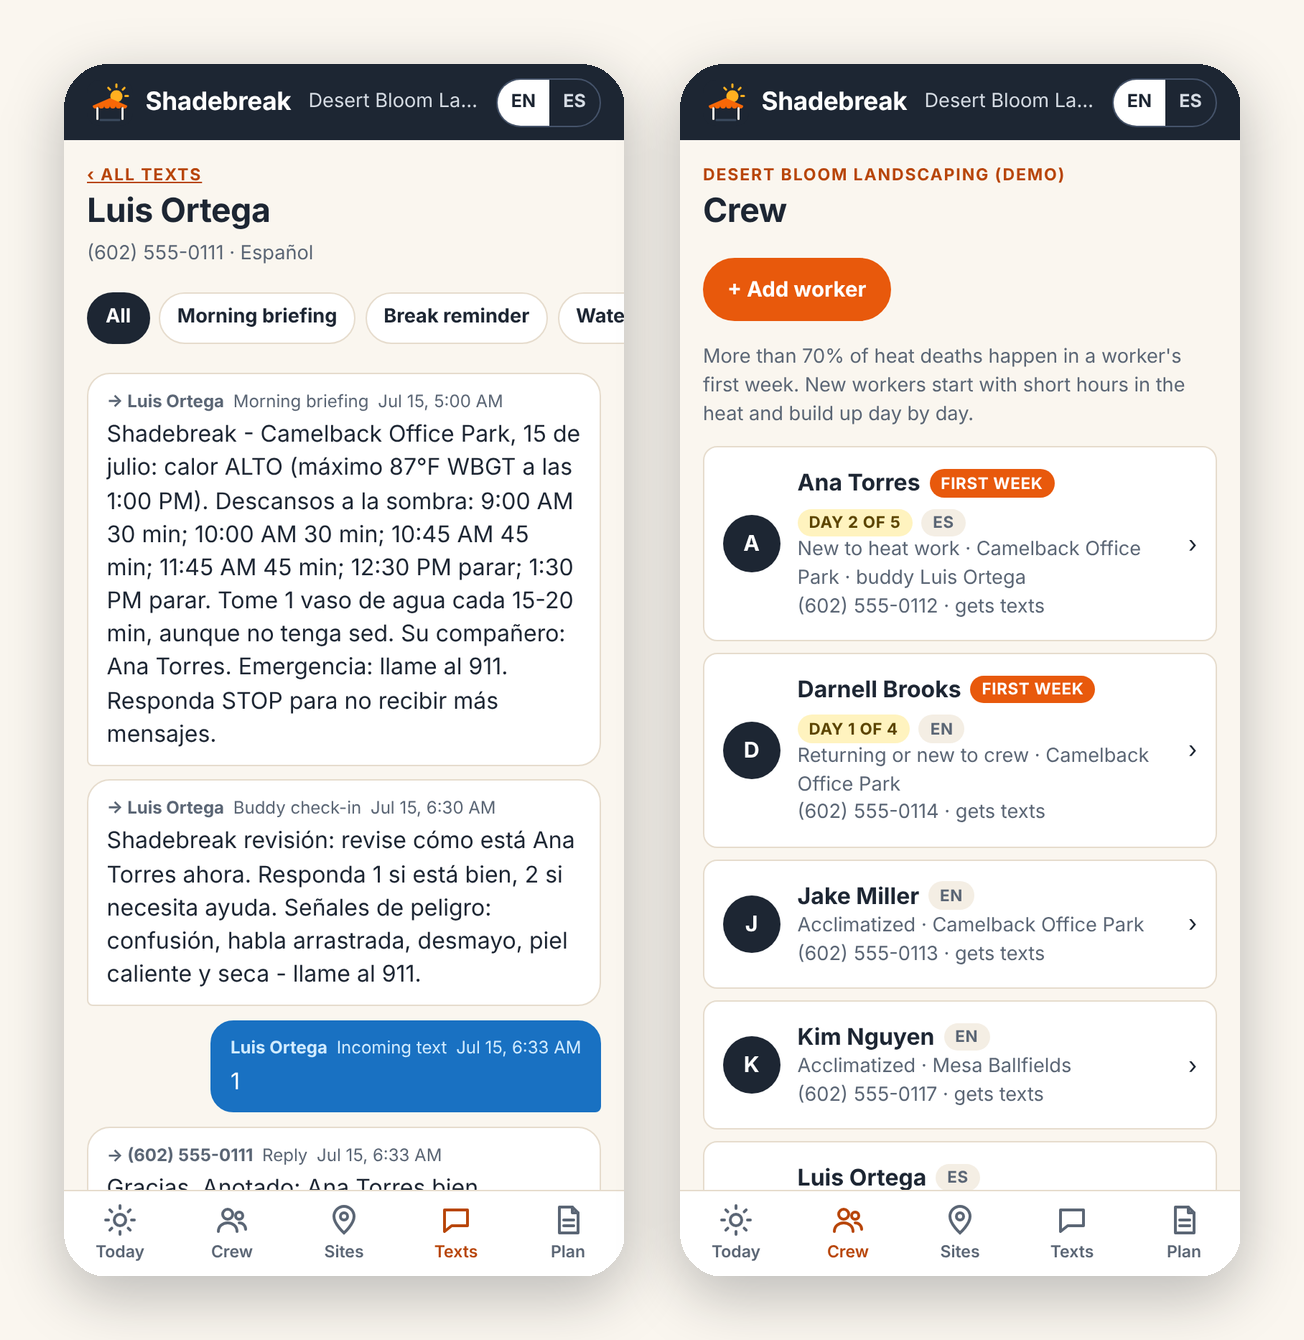 Shadebreak Desert Bloom La... EN ES
‹ ALL TEXTS
Luis Ortega
(602) 555-0111 · Español
All Morning briefing Break reminder Wate
→ Luis Ortega Morning briefing Jul 15, 5:00 AM
Shadebreak - Camelback Office Park, 15 de
julio: calor ALTO (máximo 87°F WBGT a las
1:00 PM). Descansos a la sombra: 9:00 AM
30 min; 10:00 AM 30 min; 10:45 AM 45
min; 11:45 AM 45 min; 12:30 PM parar; 1:30
PM parar. Tome 1 vaso de agua cada 15-20
min, aunque no tenga sed. Su compañero:
Ana Torres. Emergencia: llame al 911.
Responda STOP para no recibir más
mensajes.
→ Luis Ortega Buddy check-in Jul 15, 6:30 AM
Shadebreak revisión: revise cómo está Ana
Torres ahora. Responda 1 si está bien, 2 si
necesita ayuda. Señales de peligro:
confusión, habla arrastrada, desmayo, piel
caliente y seca - llame al 911.
Luis Ortega Incoming text Jul 15, 6:33 AM
1
→ (602) 555-0111 Reply Jul 15, 6:33 AM
Gracias. Anotado: Ana Torres bien
Today Crew Sites Texts Plan
Shadebreak Desert Bloom La... EN ES
DESERT BLOOM LANDSCAPING (DEMO)
Crew
+ Add worker
More than 70% of heat deaths happen in a worker's
first week. New workers start with short hours in the
heat and build up day by day.
A
Ana Torres FIRST WEEK
DAY 2 OF 5 ES
New to heat work · Camelback Office
Park · buddy Luis Ortega
(602) 555-0112 · gets texts
›
D
Darnell Brooks FIRST WEEK
DAY 1 OF 4 EN
Returning or new to crew · Camelback
Office Park
(602) 555-0114 · gets texts
›
J
Jake Miller EN
Acclimatized · Camelback Office Park
(602) 555-0113 · gets texts
›
K
Kim Nguyen EN
Acclimatized · Mesa Ballfields
(602) 555-0117 · gets texts
›
Luis Ortega ES
Today Crew Sites Texts Plan